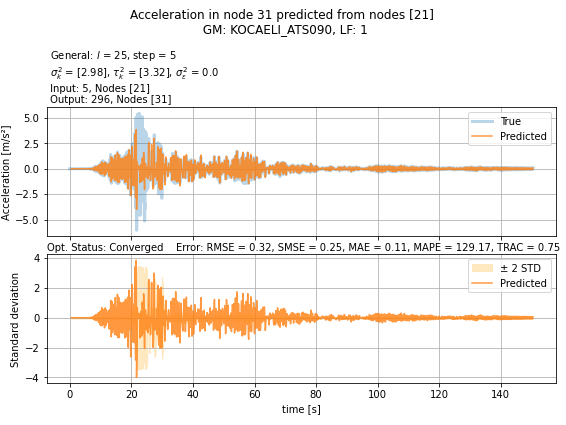 Acceleration in node 31 predicted from nodes [21]
GM: KOCAELI_ATS090, LF: 1
General: l = 25, step = 5
σ²ₖ = [2.98], τ²ₖ = [3.32], σ²ε = 0.0
Input: 5, Nodes [21]
Output: 296, Nodes [31]
Acceleration [m/s²]
5.0
2.5
0.0
−2.5
−5.0
True
Predicted
Opt. Status: Converged Error: RMSE = 0.32, SMSE = 0.25, MAE = 0.11, MAPE = 129.17, TRAC = 0.75
Standard deviation
4
2
0
−2
−4
± 2 STD
Predicted
0 20 40 60 80 100 120 140
time [s]